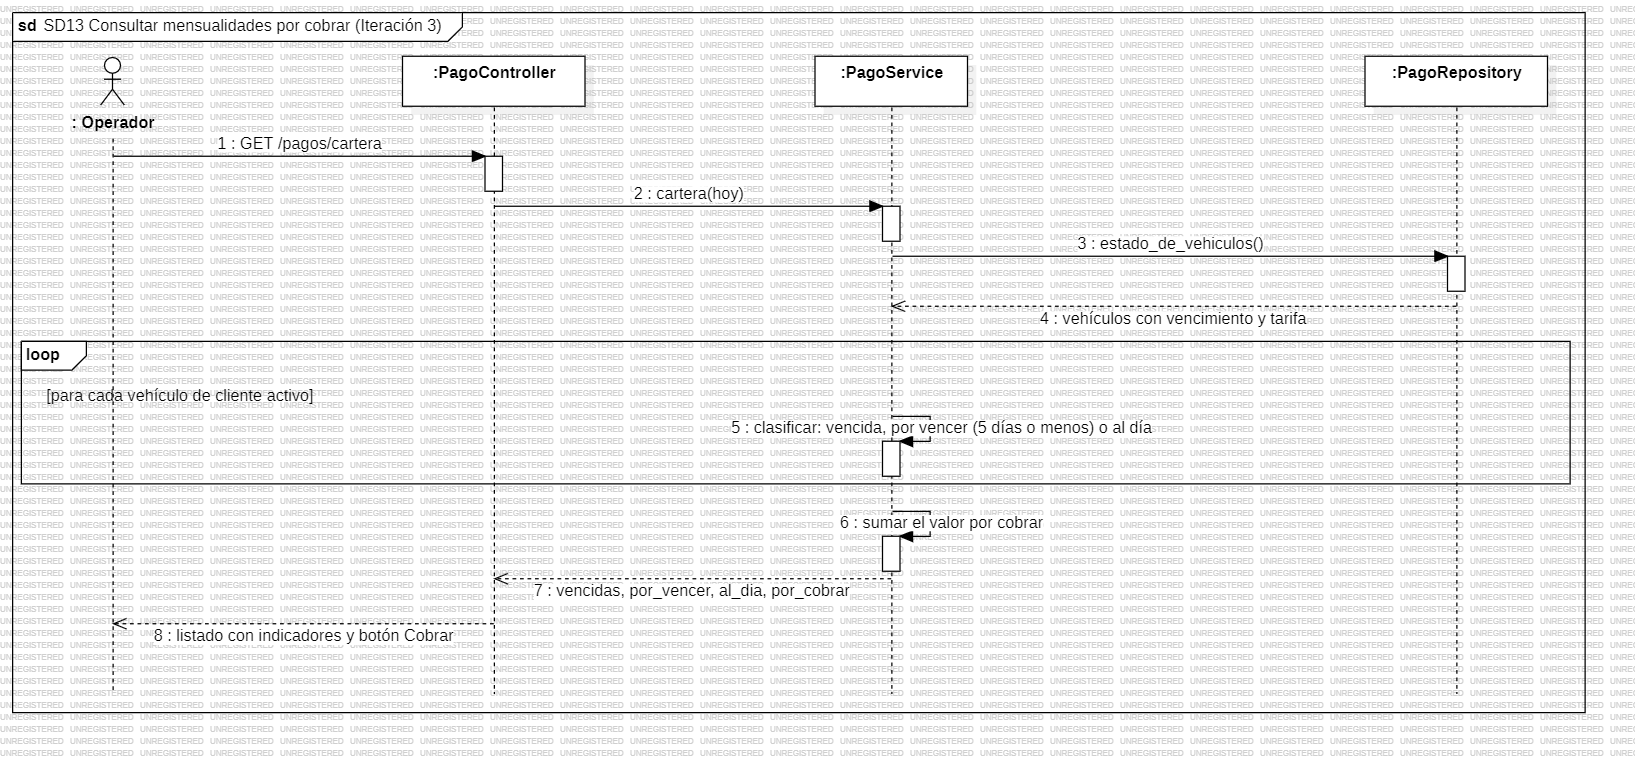 sd SD13 Consultar mensualidades por cobrar (Iteración 3)
:PagoController
:PagoService
:PagoRepository
: Operador
1 : GET /pagos/cartera
2 : cartera(hoy)
3 : estado_de_vehiculos()
4 : vehículos con vencimiento y tarifa
loop
[para cada vehículo de cliente activo]
5 : clasificar: vencida, por vencer (5 días o menos) o al día
6 : sumar el valor por cobrar
7 : vencidas, por_vencer, al_dia, por_cobrar
8 : listado con indicadores y botón Cobrar
UNREGISTERED